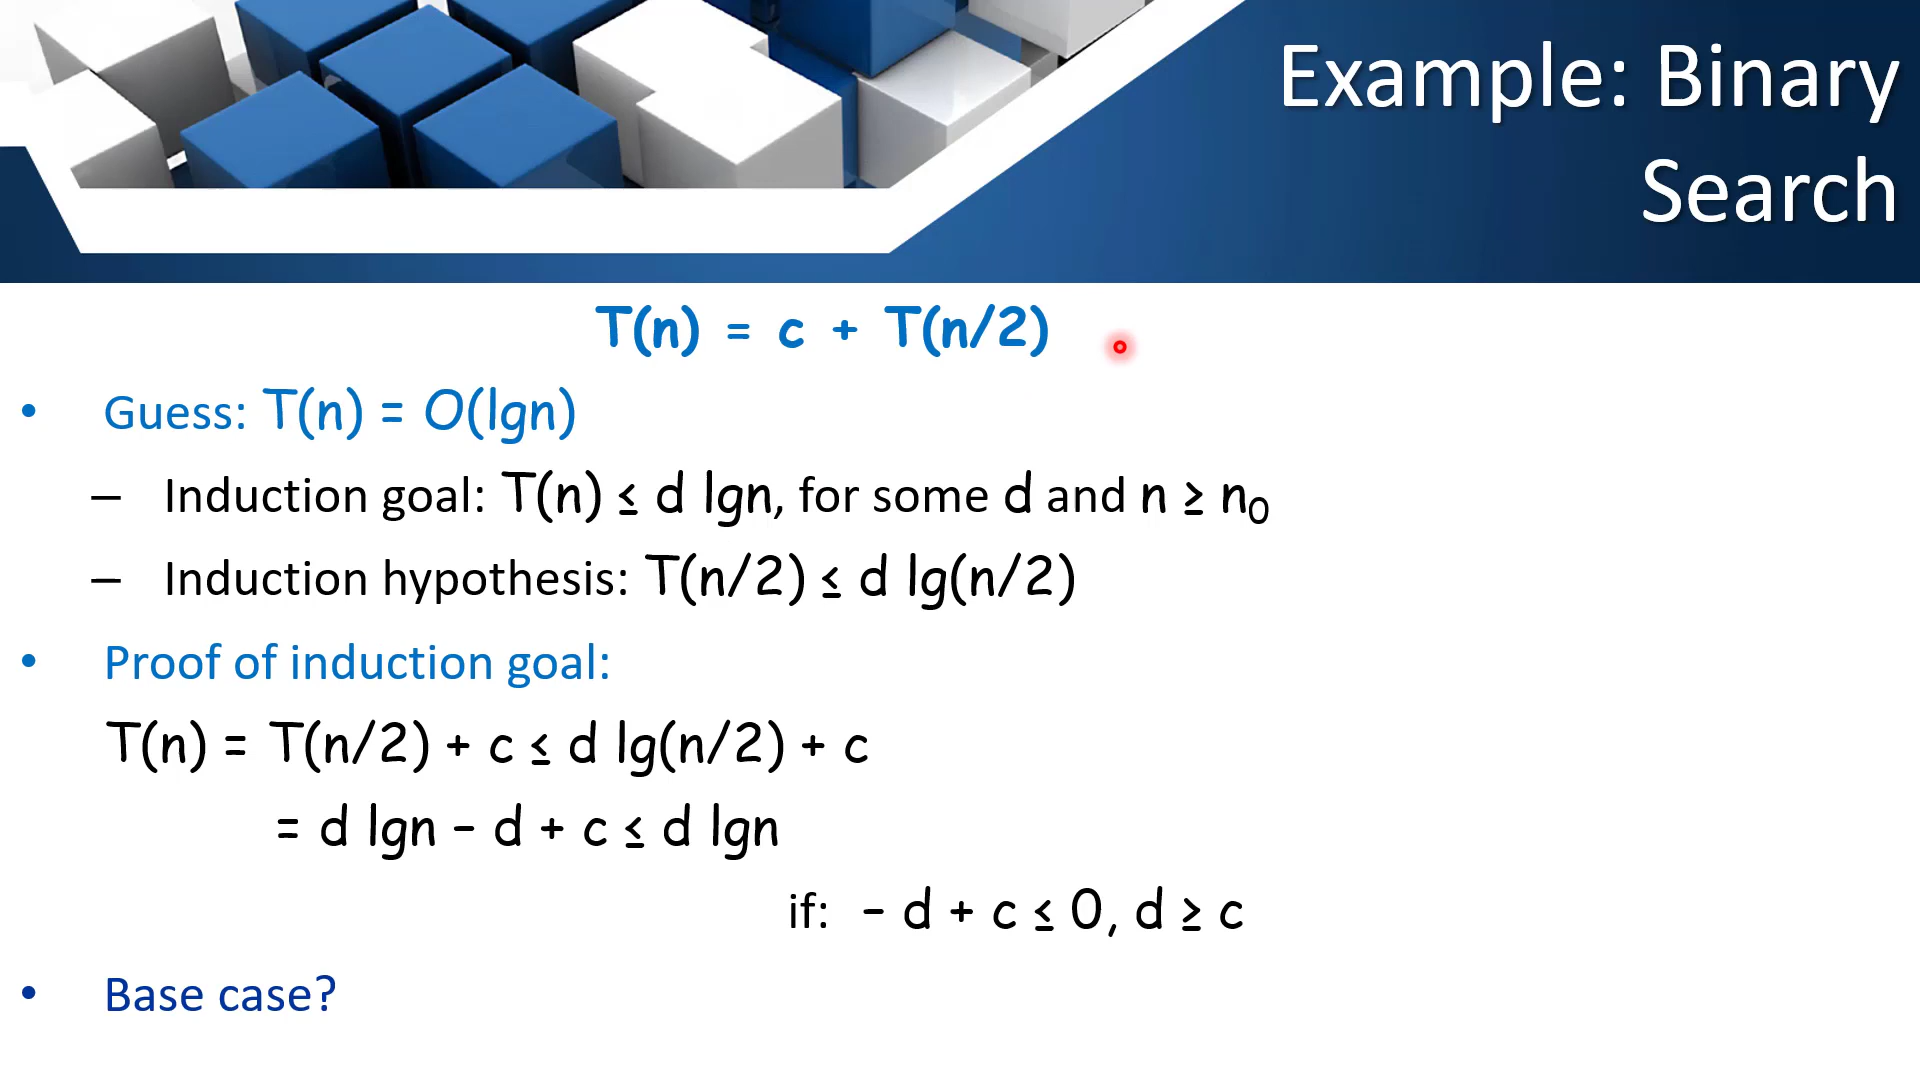 Example: Binary
Search
T(n) = c + T(n/2)
• Guess: T(n) = O(lgn)
– Induction goal: T(n) ≤ d lgn, for some d and n ≥ n₀
– Induction hypothesis: T(n/2) ≤ d lg(n/2)
• Proof of induction goal:
T(n) = T(n/2) + c ≤ d lg(n/2) + c
= d lgn – d + c ≤ d lgn
if: – d + c ≤ 0, d ≥ c
• Base case?